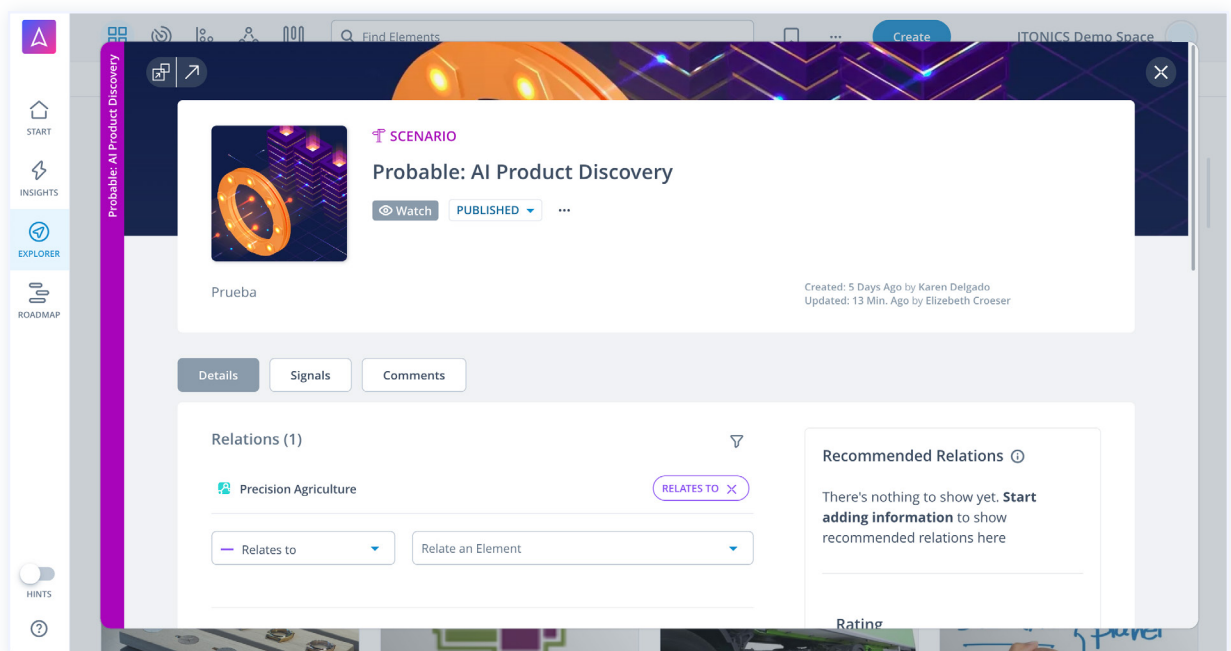 Find Elements
...
Create
ITONICS Demo Space
START
INSIGHTS
EXPLORER
ROADMAP
HINTS
Probable: AI Product Discovery
SCENARIO
Probable: AI Product Discovery
Watch
PUBLISHED
...
Prueba
Created: 5 Days Ago by Karen Delgado
Updated: 13 Min. Ago by Elizebeth Croeser
Details
Signals
Comments
Relations (1)
Precision Agriculture
RELATES TO
Relates to
Relate an Element
Recommended Relations
There's nothing to show yet. Start
adding information to show
recommended relations here
Rating